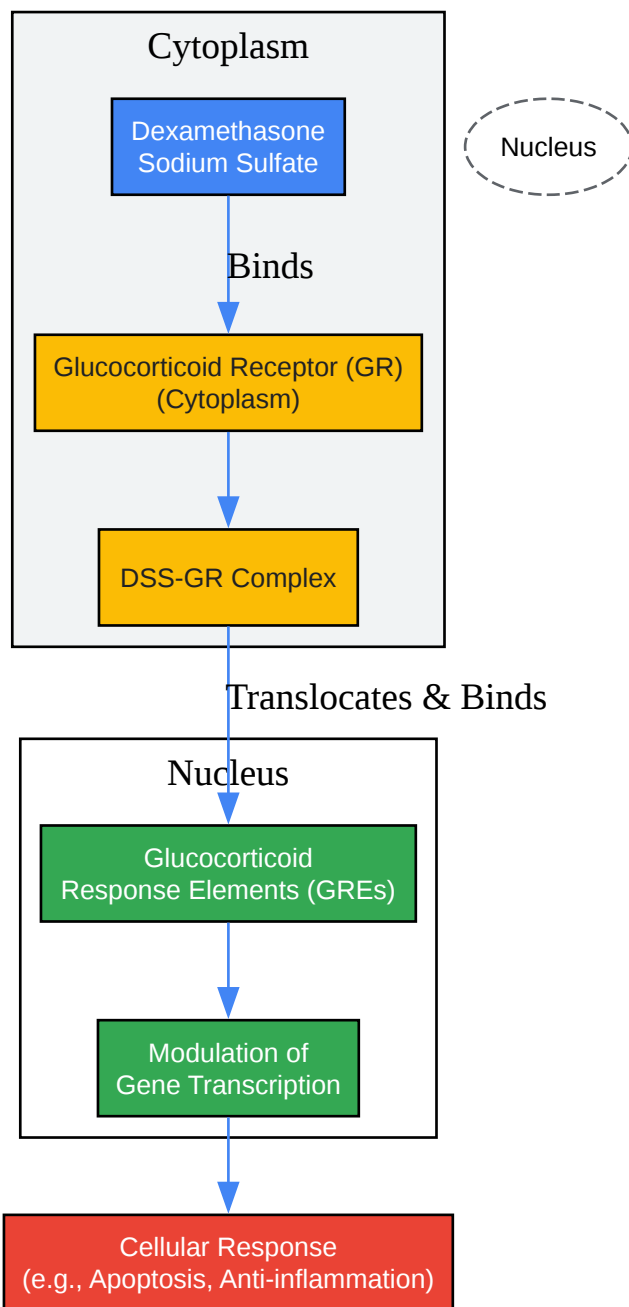 Cytoplasm
Dexamethasone
Sodium Sulfate
Nucleus
Binds
Glucocorticoid Receptor (GR)
(Cytoplasm)
DSS-GR Complex
Translocates & Binds
Nucleus
Glucocorticoid
Response Elements (GREs)
Modulation of
Gene Transcription
Cellular Response
(e.g., Apoptosis, Anti-inflammation)